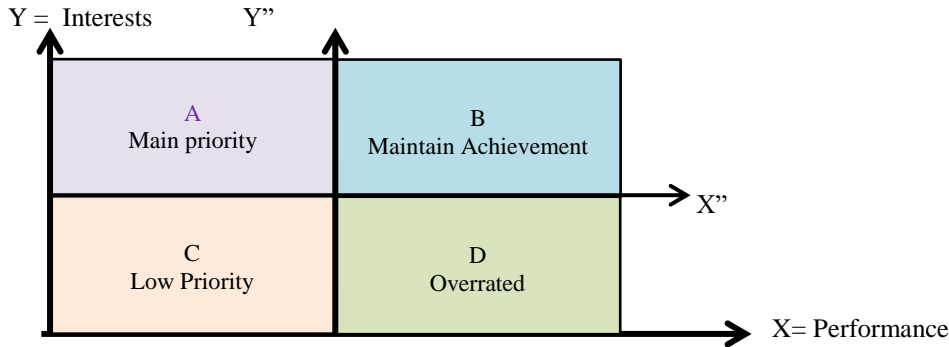 Y = Interests
Y”
A
Main priority
B
Maintain Achievement
X”
C
Low Priority
D
Overrated
X= Performance